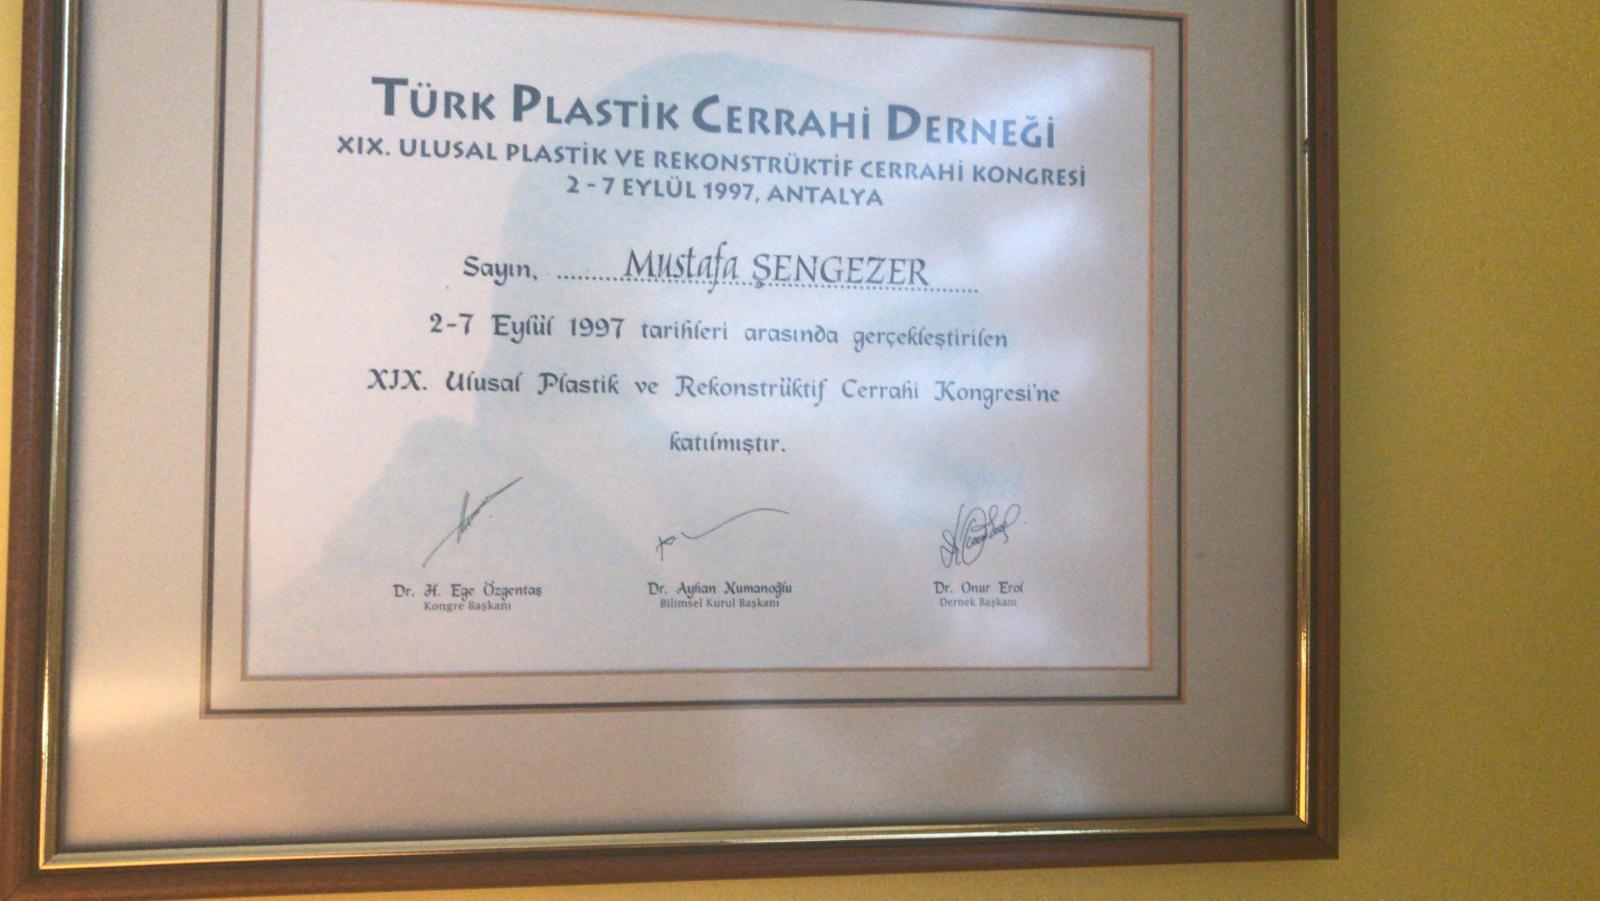 TÜRK PLASTİK CERRAHİ DERNEĞİ
XIX. ULUSAL PLASTİK VE REKONSTRÜKTİF CERRAHİ KONGRESİ
2 - 7 EYLÜL 1997, ANTALYA
Sayın, ......... Mustafa ŞENGEZER .......
2-7 Eylül 1997 tarihleri arasında gerçekleştirilen
XIX. Ulusal Plastik ve Rekonstrüktif Cerrahi Kongresi'ne
katılmıştır.
Dr. H. Ege Özgentaş Dr. Ayhan Numanoğlu Dr. Onur Erol
Kongre Başkanı Bilimsel Kurul Başkanı Dernek Başkanı